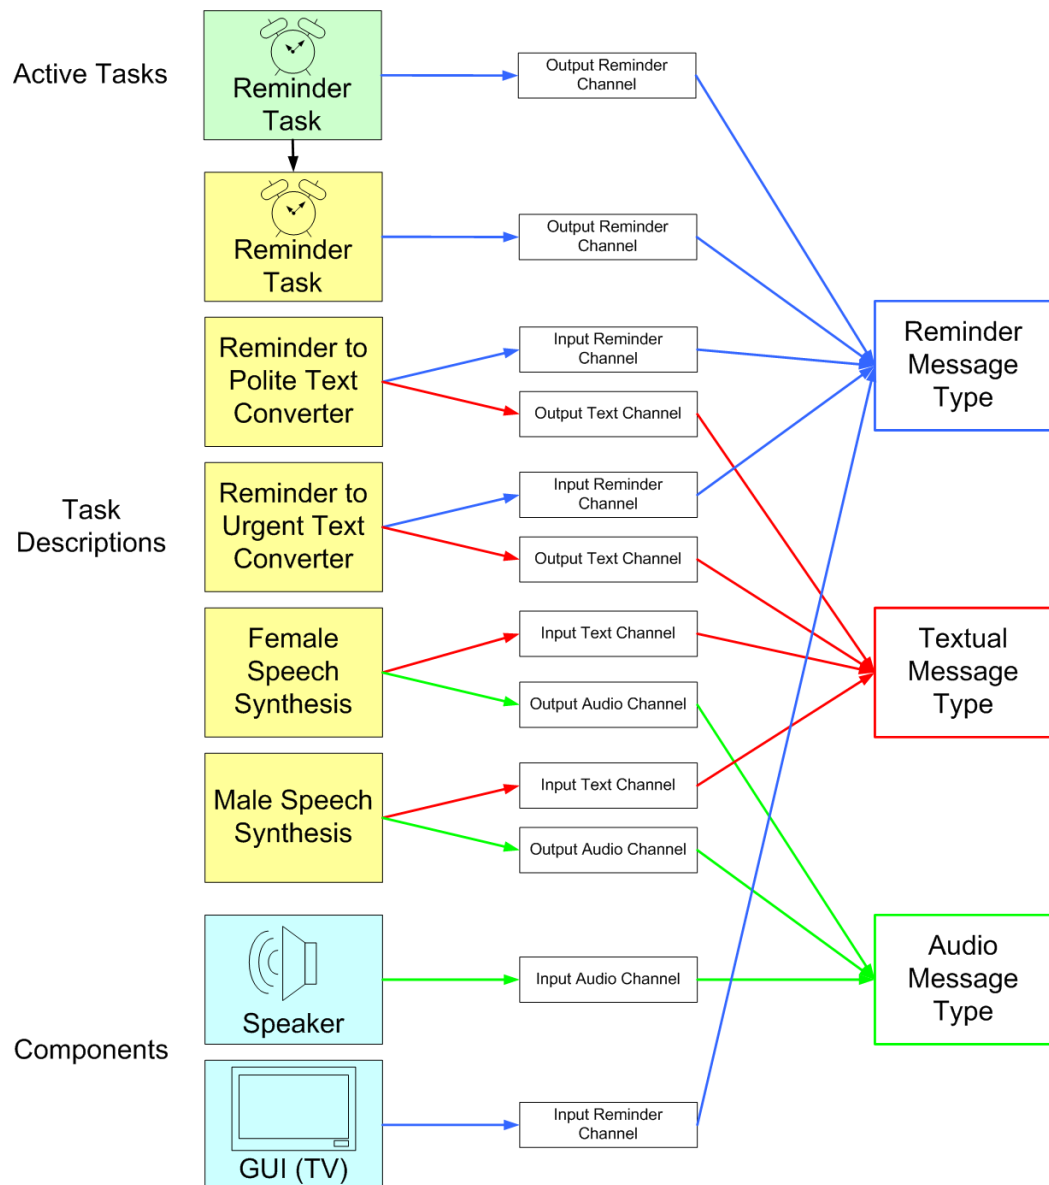 Active Tasks
Reminder
Task
Output Reminder
Channel
Reminder
Task
Output Reminder
Channel
Reminder to
Polite Text
Converter
Input Reminder
Channel
Output Text Channel
Reminder
Message
Type
Task
Descriptions
Reminder to
Urgent Text
Converter
Input Reminder
Channel
Output Text Channel
Female
Speech
Synthesis
Input Text Channel
Output Audio Channel
Textual
Message
Type
Male Speech
Synthesis
Input Text Channel
Output Audio Channel
Components
Speaker
Input Audio Channel
Audio
Message
Type
GUI (TV)
Input Reminder
Channel